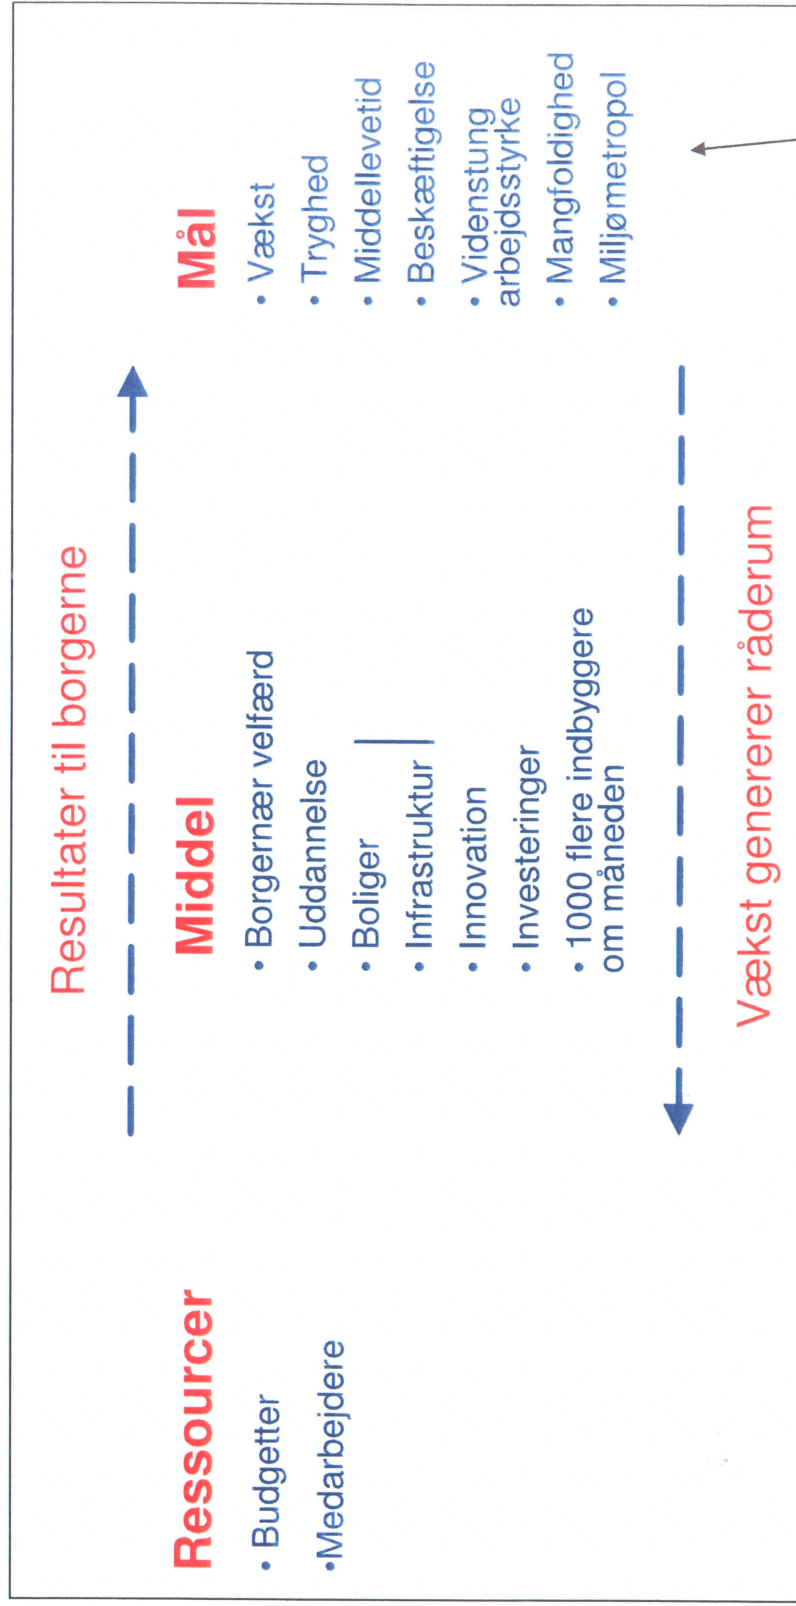 Resultater til borgerne
Ressourcer
• Budgetter
•Medarbejdere
Middel
• Borgernær velfærd
• Uddannelse
• Boliger
• Infrastruktur
• Innovation
• Investeringer
• 1000 flere indbyggere
om måneden
Mål
• Vækst
• Tryghed
• Middellevetid
• Beskæftigelse
• Videnstung
arbejdsstyrke
• Mangfoldighed
• Miljømetropol
Vækst genererer råderum